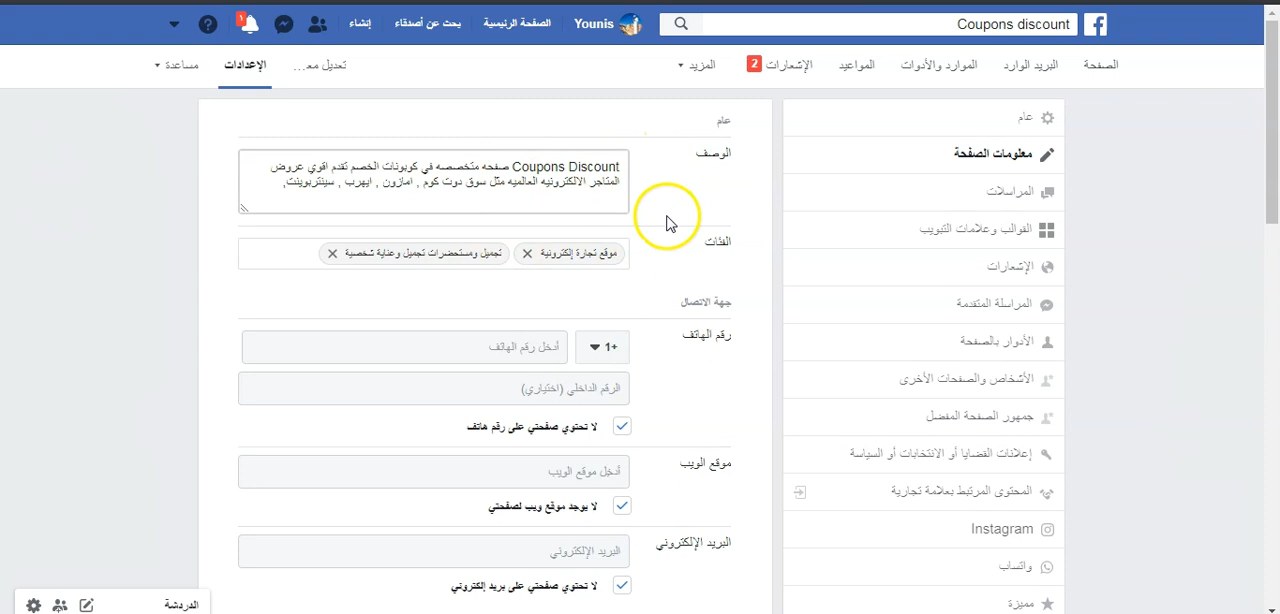 Coupons discount
Younis
الصفحة الرئيسية
بحث عن أصدقاء
إنشاء
١
الصفحة
البريد الوارد
الموارد والأدوات
المواعيد
الإشعارات 2
المزيد
تعديل مع...
الإعدادات
مساعدة
عام
معلومات الصفحة
المراسلات
القوالب وعلامات التبويب
الإشعارات
المراسلة المتقدمة
الأدوار بالصفحة
الأشخاص والصفحات الأخرى
جمهور الصفحة المفضل
إعلانات القضايا أو الانتخابات أو السياسة
المحتوى المرتبط بعلامة تجارية
Instagram
واتساب
مميزة
عام
الوصف
Coupons Discount صفحه متخصصه في كوبونات الخصم تقدم اقوي عروض
المتاجر الالكترونيه العالميه مثل سوق دوت كوم , امازون , ايهرب , سينتربوينت,
الفئات
موقع تجارة إلكترونية
تجميل ومستحضرات تجميل وعناية شخصية
جهة الاتصال
رقم الهاتف
+1
أدخل رقم الهاتف
الرقم الداخلي (اختياري)
لا تحتوي صفحتي على رقم هاتف
موقع الويب
أدخل موقع الويب
لا يوجد موقع ويب لصفحتي
البريد الإلكتروني
البريد الإلكتروني
لا تحتوي صفحتي على بريد إلكتروني
الدردشة